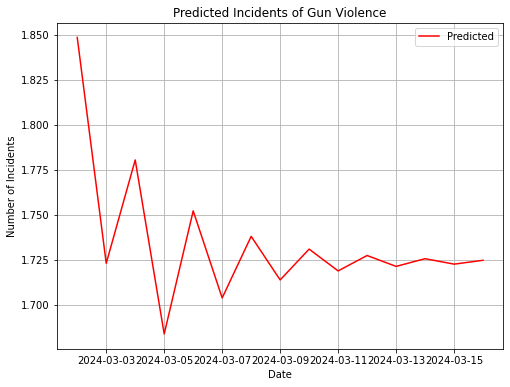 Predicted Incidents of Gun Violence
Predicted
1.850
1.825
1.800
1.775
1.750
1.725
1.700
Number of Incidents
2024-03-03 2024-03-05 2024-03-07 2024-03-09 2024-03-11 2024-03-13 2024-03-15
Date